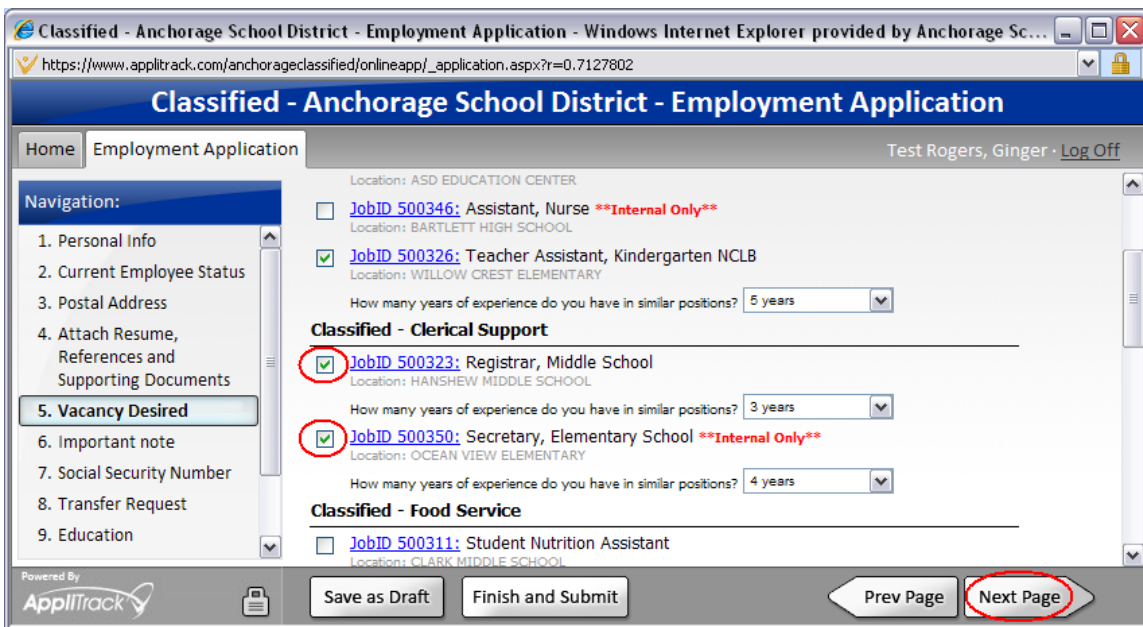 Classified - Anchorage School District - Employment Application - Windows Internet Explorer provided by Anchorage Sc...
https://www.applitrack.com/anchorageclassified/onlineapp/_application.aspx?r=0.7127802
Classified - Anchorage School District - Employment Application
Home
Employment Application
Test Rogers, Ginger · Log Off
Navigation:
1. Personal Info
2. Current Employee Status
3. Postal Address
4. Attach Resume,
References and
Supporting Documents
5. Vacancy Desired
6. Important note
7. Social Security Number
8. Transfer Request
9. Education
Location: ASD EDUCATION CENTER
JobID 500346: Assistant, Nurse **Internal Only**
Location: BARTLETT HIGH SCHOOL
JobID 500326: Teacher Assistant, Kindergarten NCLB
Location: WILLOW CREST ELEMENTARY
How many years of experience do you have in similar positions? 5 years
Classified - Clerical Support
JobID 500323: Registrar, Middle School
Location: HANSHEW MIDDLE SCHOOL
How many years of experience do you have in similar positions? 3 years
JobID 500350: Secretary, Elementary School **Internal Only**
Location: OCEAN VIEW ELEMENTARY
How many years of experience do you have in similar positions? 4 years
Classified - Food Service
JobID 500311: Student Nutrition Assistant
Location: CLARK MIDDLE SCHOOL
Powered By
AppliTrack
Save as Draft
Finish and Submit
Prev Page
Next Page